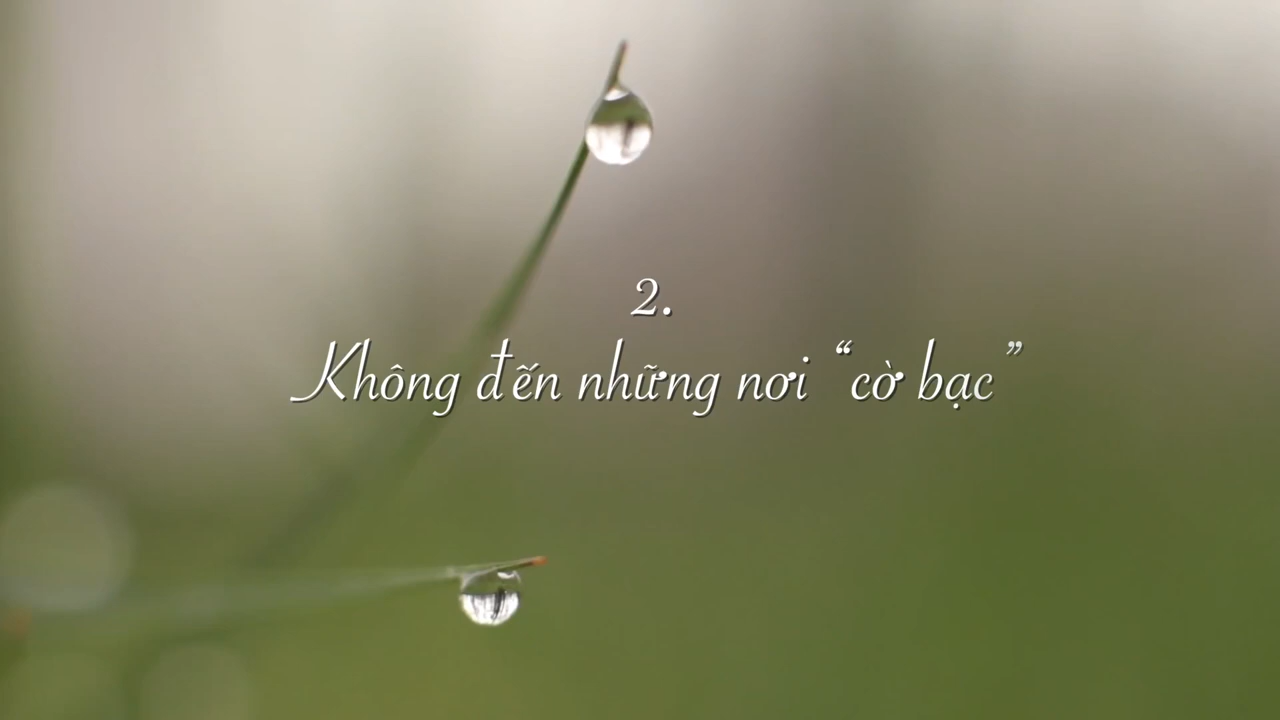 2.
Không đến những nơi “cờ bạc”